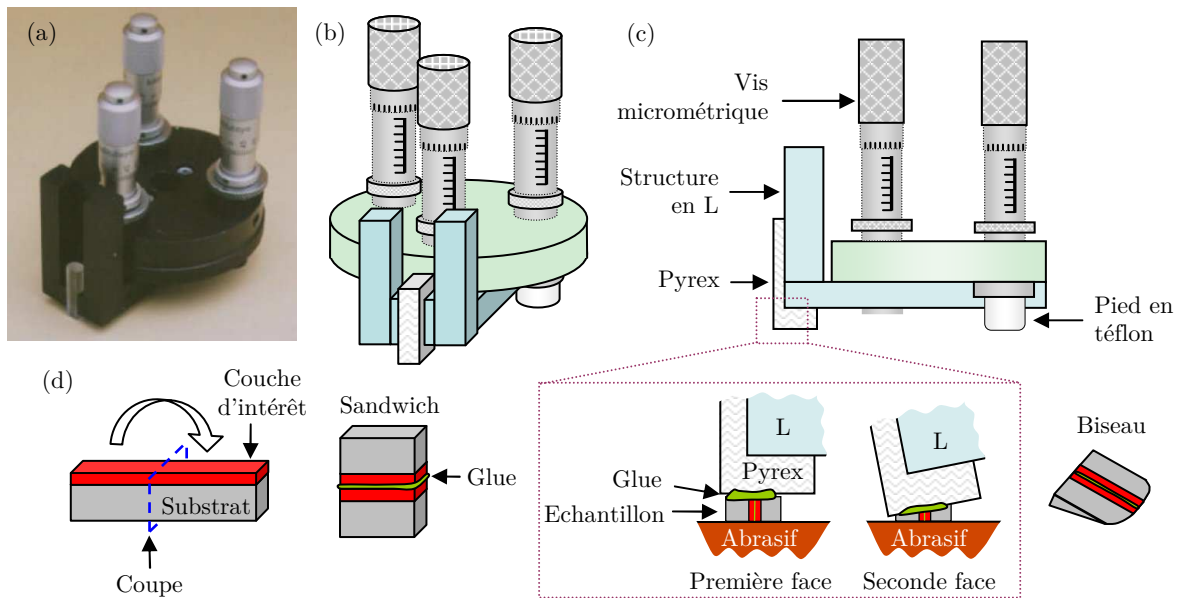 (a)
(b)
(c)
Vis
micrométrique
Structure
en L
Pyrex
Pied en
téflon
(d)
Couche
d'intérêt
Substrat
Coupe
Sandwich
Glue
L
Pyrex
Glue
Echantillon
Abrasif
Première face
L
Abrasif
Seconde face
Biseau